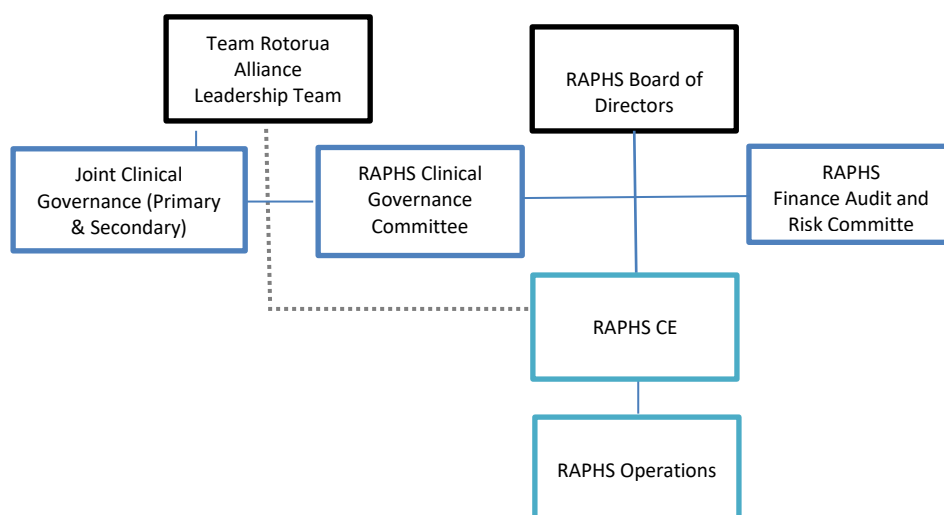 Team Rotorua
Alliance
Leadership Team
RAPHS Board of
Directors
Joint Clinical
Governance (Primary
& Secondary)
RAPHS Clinical
Governance
Committee
RAPHS
Finance Audit and
Risk Committe
RAPHS CE
RAPHS Operations